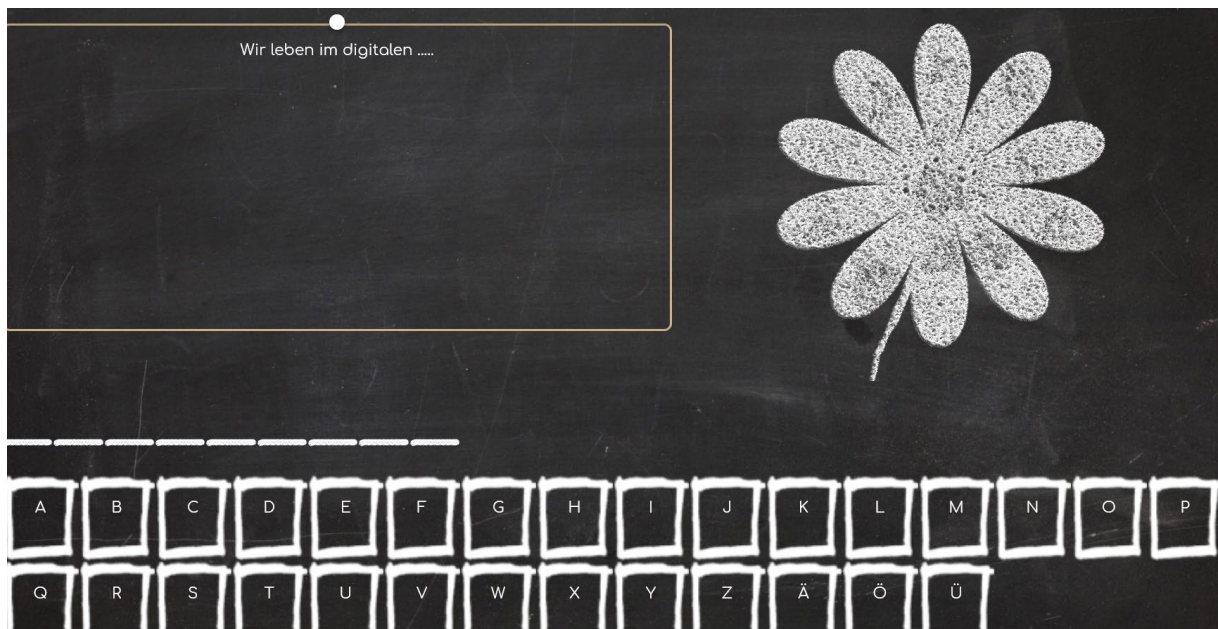 Wir leben im digitalen .....
A B C D E F G H I J K L M N O P
Q R S T U V W X Y Z Ä Ö Ü